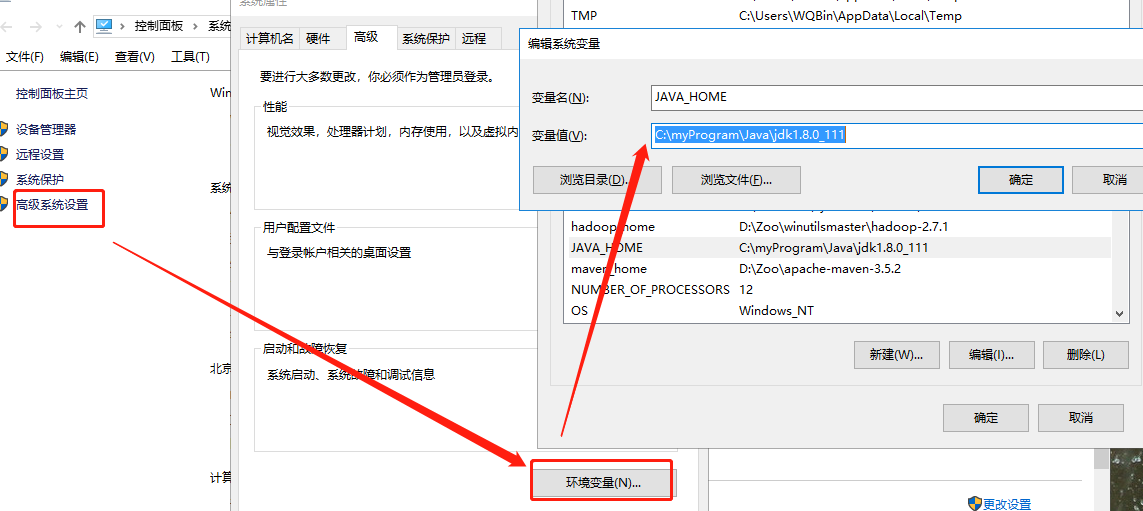 控制面板
系统
文件(F)
编辑(E)
查看(V)
工具(T)
控制面板主页
设备管理器
远程设置
系统保护
高级系统设置
Win
系统
北京
计算
系统属性
计算机名
硬件
高级
系统保护
远程
要进行大多数更改，你必须作为管理员登录。
性能
视觉效果，处理器计划，内存使用，以及虚拟内
用户配置文件
与登录帐户相关的桌面设置
启动和故障恢复
系统启动、系统故障和调试信息
环境变量(N)...
TMP C:\Users\WQBin\AppData\Local\Temp
编辑系统变量
变量名(N): JAVA_HOME
变量值(V): C:\myProgram\Java\jdk1.8.0_111
浏览目录(D)...
浏览文件(F)...
确定
取消
hadoop_home D:\Zoo\winutilsmaster\hadoop-2.7.1
JAVA_HOME C:\myProgram\Java\jdk1.8.0_111
maven_home D:\Zoo\apache-maven-3.5.2
NUMBER_OF_PROCESSORS 12
OS Windows_NT
新建(W)...
编辑(I)...
删除(L)
确定
取消
更改设置